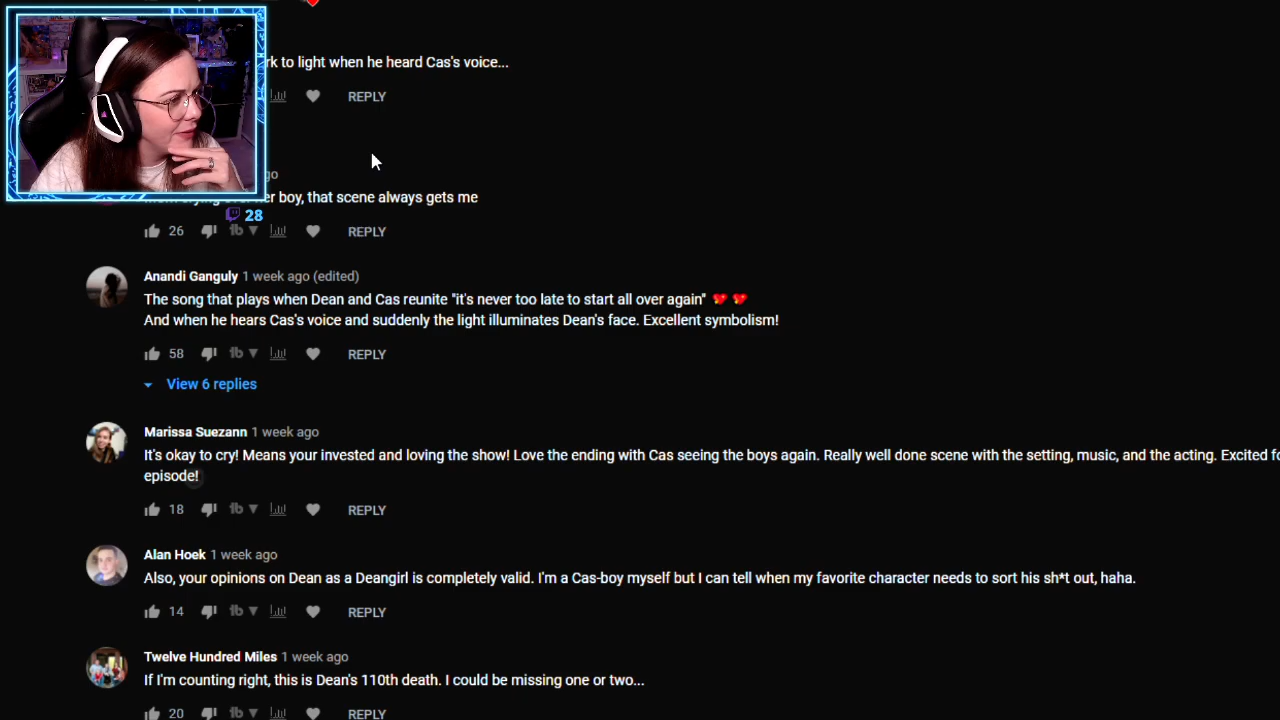 rk to light when he heard Cas's voice...
REPLY
go
er boy, that scene always gets me
28
26 REPLY
Anandi Ganguly 1 week ago (edited)
The song that plays when Dean and Cas reunite "it's never too late to start all over again" 💖 💖
And when he hears Cas's voice and suddenly the light illuminates Dean's face. Excellent symbolism!
58 REPLY
View 6 replies
Marissa Suezann 1 week ago
It's okay to cry! Means your invested and loving the show! Love the ending with Cas seeing the boys again. Really well done scene with the setting, music, and the acting. Excited fo
episode!
18 REPLY
Alan Hoek 1 week ago
Also, your opinions on Dean as a Deangirl is completely valid. I'm a Cas-boy myself but I can tell when my favorite character needs to sort his sh*t out, haha.
14 REPLY
Twelve Hundred Miles 1 week ago
If I'm counting right, this is Dean's 110th death. I could be missing one or two...
20 REPLY